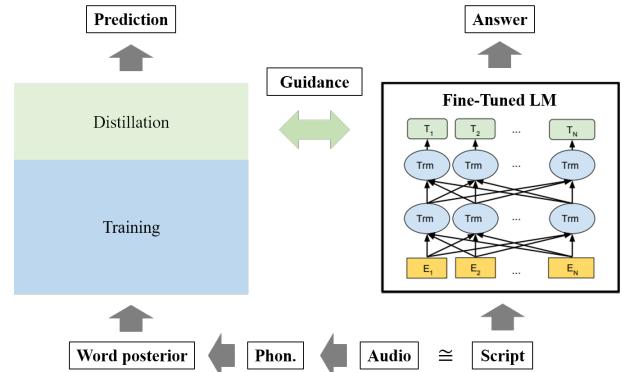 Prediction
Answer
Guidance
Fine-Tuned LM
Distillation
Training
T1 T2 ... TN
Trm Trm ... Trm
Trm Trm ... Trm
E1 E2 ... EN
Word posterior Phon. Audio ≅ Script